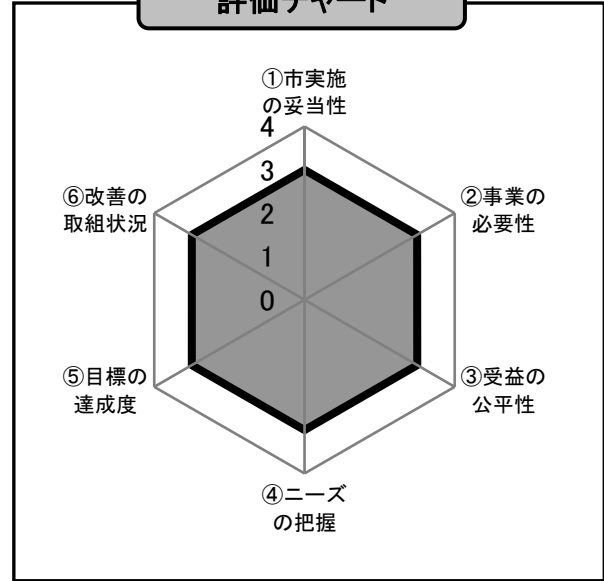 評価チャート
①市実施
の妥当性
4
3
2
1
0
②事業の
必要性
③受益の
公平性
④ニーズ
の把握
⑤目標の
達成度
⑥改善の
取組状況